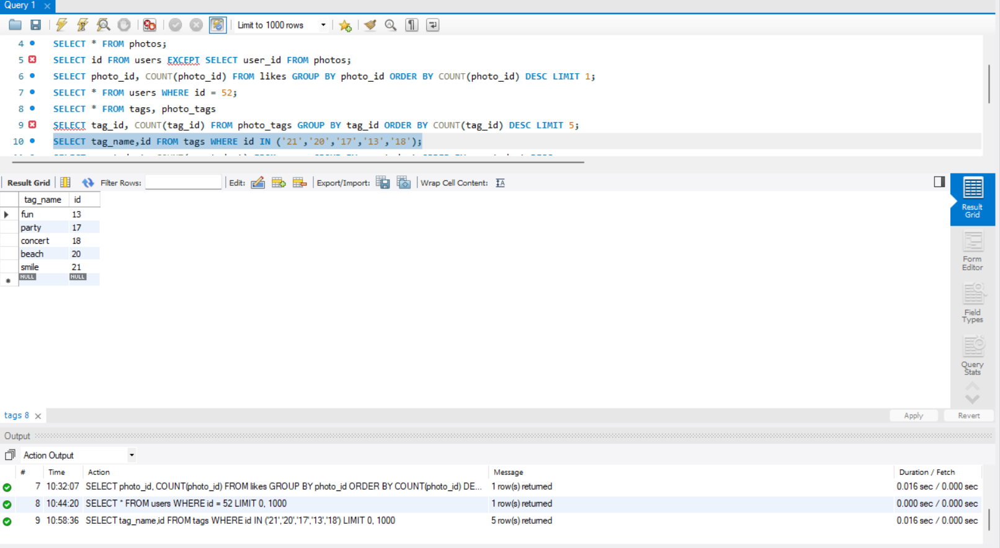 Query 1
Limit to 1000 rows
4 SELECT * FROM photos;
5 SELECT id FROM users EXCEPT SELECT user_id FROM photos;
6 SELECT photo_id, COUNT(photo_id) FROM likes GROUP BY photo_id ORDER BY COUNT(photo_id) DESC LIMIT 1;
7 SELECT * FROM users WHERE id = 52;
8 SELECT * FROM tags, photo_tags
9 SELECT tag_id, COUNT(tag_id) FROM photo_tags GROUP BY tag_id ORDER BY COUNT(tag_id) DESC LIMIT 5;
10 SELECT tag_name,id FROM tags WHERE id IN ('21','20','17','13','18');
Result Grid Filter Rows: Edit: Export/Import: Wrap Cell Content:
tag_name id
fun 13
party 17
concert 18
beach 20
smile 21
NULL NULL
Result
Grid
Form
Editor
Field
Types
Query
Stats
tags 8
Apply Revert
Output
Action Output
# Time Action Message Duration / Fetch
7 10:32:07 SELECT photo_id, COUNT(photo_id) FROM likes GROUP BY photo_id ORDER BY COUNT(photo_id) DE... 1 row(s) returned 0.016 sec / 0.000 sec
8 10:44:20 SELECT * FROM users WHERE id = 52 LIMIT 0, 1000 1 row(s) returned 0.000 sec / 0.000 sec
9 10:58:36 SELECT tag_name,id FROM tags WHERE id IN ('21','20','17','13','18') LIMIT 0, 1000 5 row(s) returned 0.016 sec / 0.000 sec